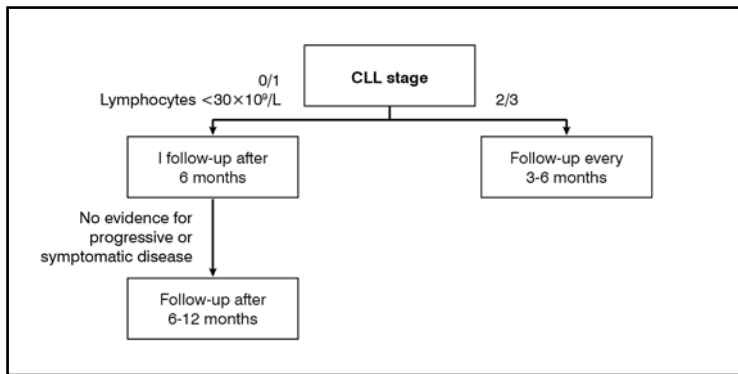 CLL stage
0/1
Lymphocytes <30×10⁹/L
2/3
I follow-up after
6 months
Follow-up every
3-6 months
No evidence for
progressive or
symptomatic disease
Follow-up after
6-12 months